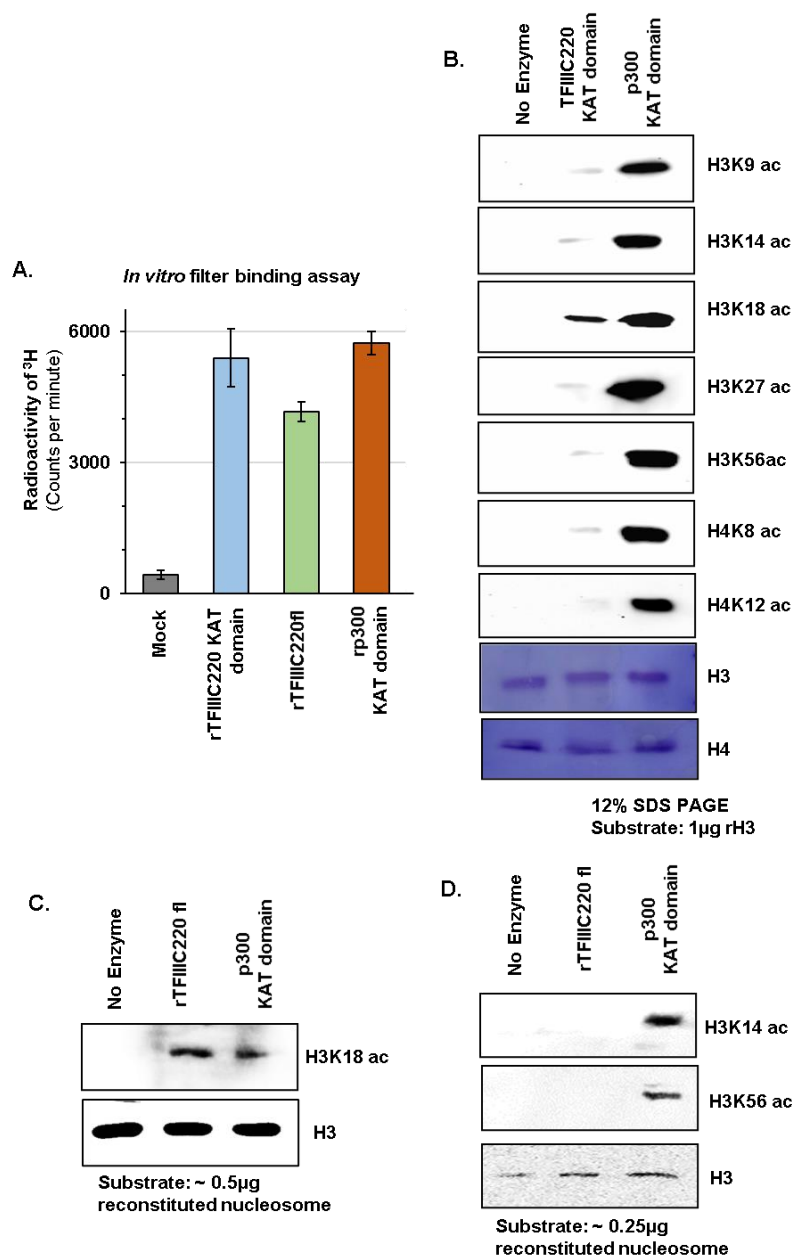 A.
In vitro filter binding assay
Radioactivity of ³H
(Counts per minute)
6000
3000
0
Mock
rTFIIIC220 KAT
domain
rTFIIIC220fl
rp300
KAT domain
B.
No Enzyme
TFIIIC220
KAT domain
p300
KAT domain
H3K9 ac
H3K14 ac
H3K18 ac
H3K27 ac
H3K56ac
H4K8 ac
H4K12 ac
H3
H4
12% SDS PAGE
Substrate: 1µg rH3
C.
No Enzyme
rTFIIIC220 fl
p300
KAT domain
H3K18 ac
H3
Substrate: ~ 0.5µg
reconstituted nucleosome
D.
No Enzyme
rTFIIIC220 fl
p300
KAT domain
H3K14 ac
H3K56 ac
H3
Substrate: ~ 0.25µg
reconstituted nucleosome